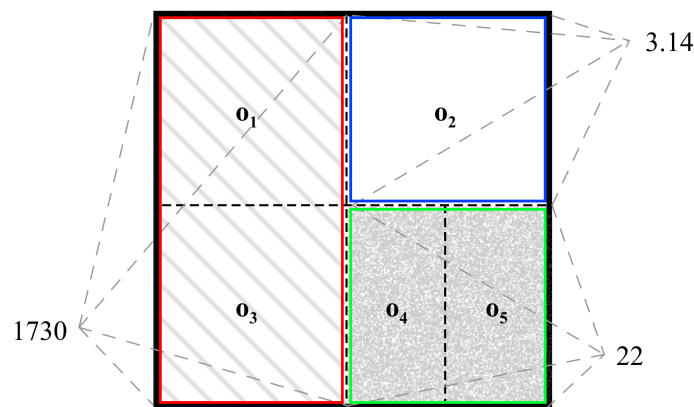 3.14
o₁ o₂
o₃ o₄ o₅
1730
22